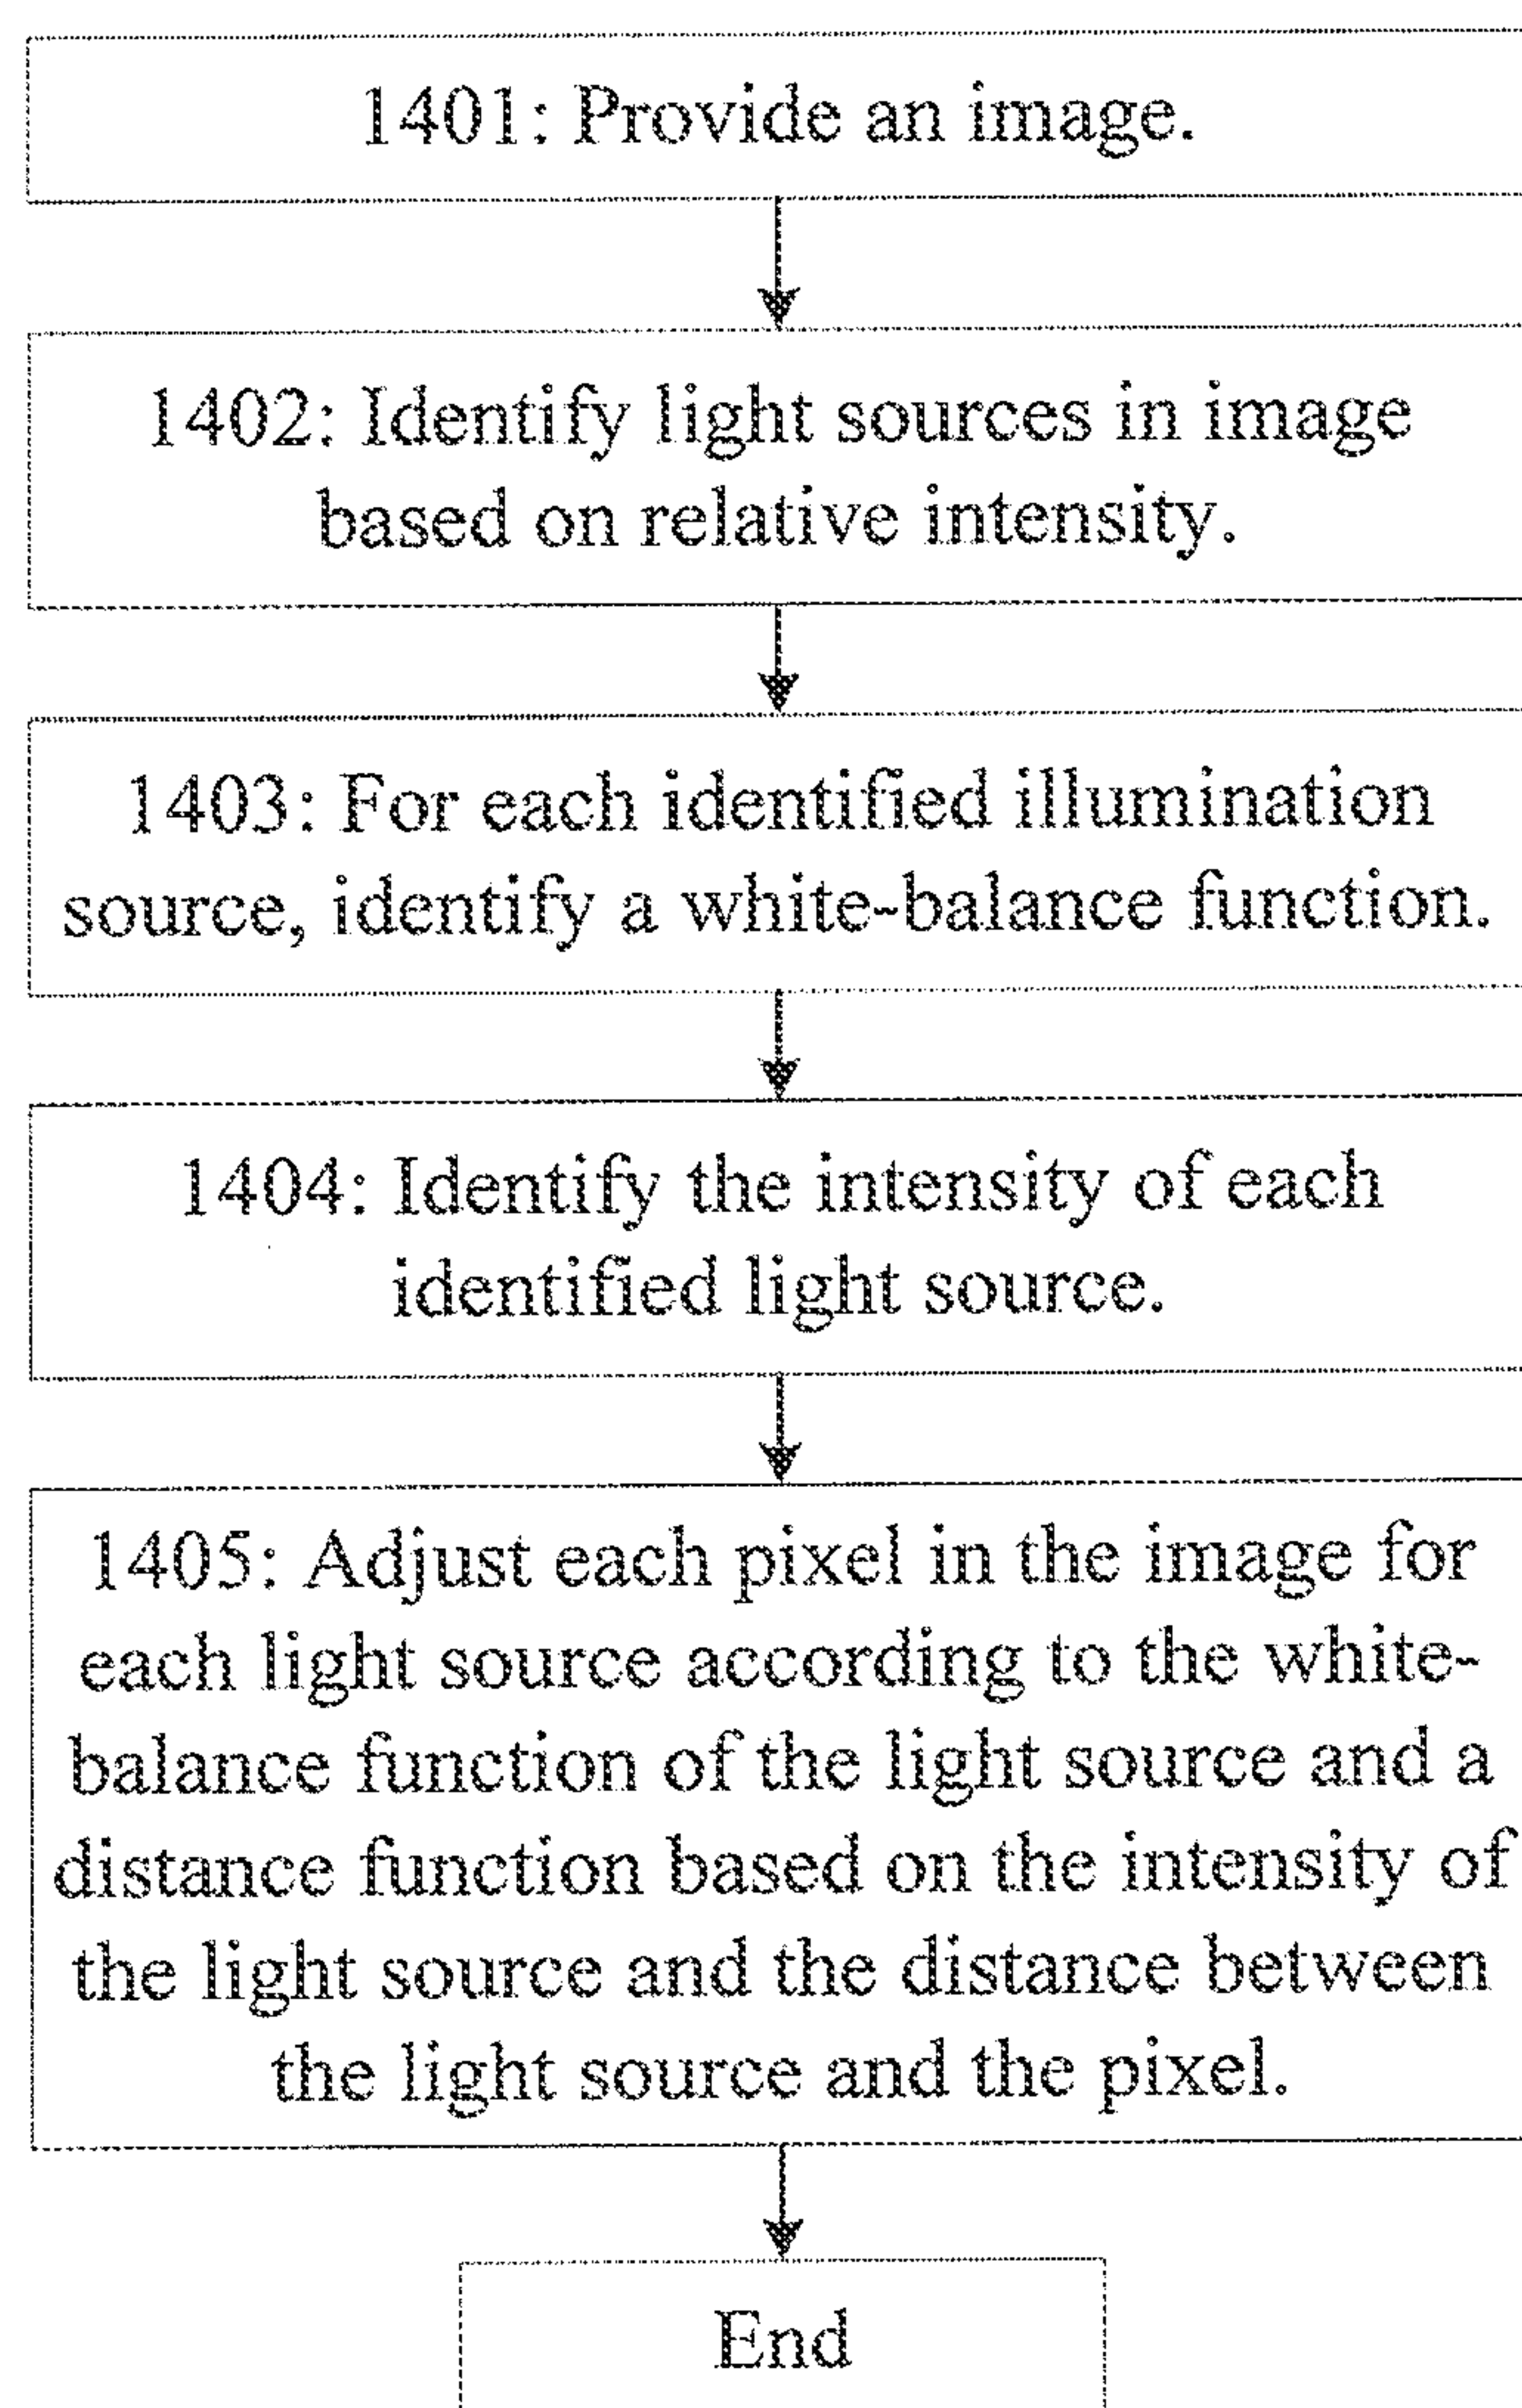 1401: Provide an image.
1402: Identify light sources in image
based on relative intensity.
1403: For each identified illumination
source, identify a white-balance function.
1404: Identify the intensity of each
identified light source.
1405: Adjust each pixel in the image for
each light source according to the white-
balance function of the light source and a
distance function based on the intensity of
the light source and the distance between
the light source and the pixel.
End